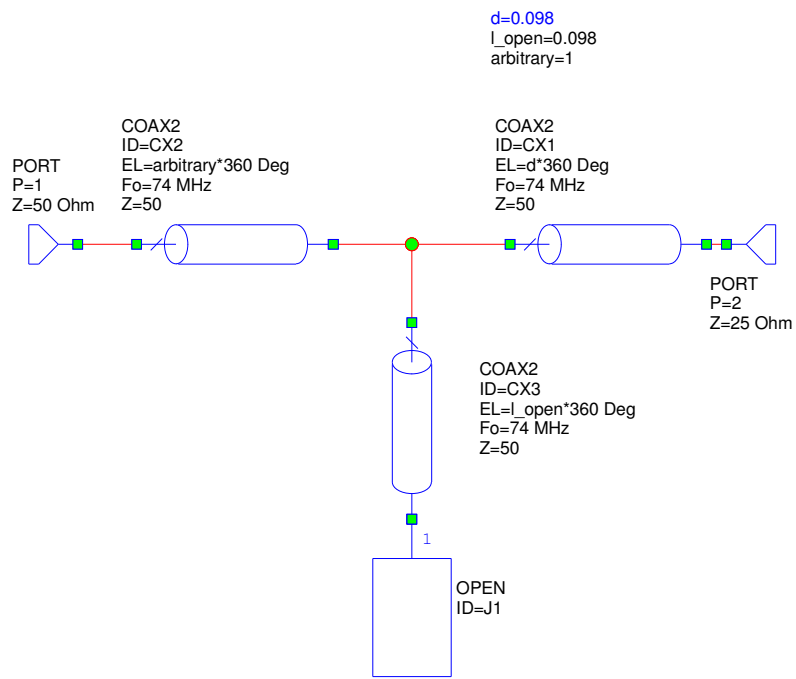 d=0.098
l_open=0.098
arbitrary=1
COAX2
ID=CX2
EL=arbitrary*360 Deg
Fo=74 MHz
Z=50
COAX2
ID=CX1
EL=d*360 Deg
Fo=74 MHz
Z=50
PORT
P=1
Z=50 Ohm
PORT
P=2
Z=25 Ohm
COAX2
ID=CX3
EL=l_open*360 Deg
Fo=74 MHz
Z=50
1
OPEN
ID=J1